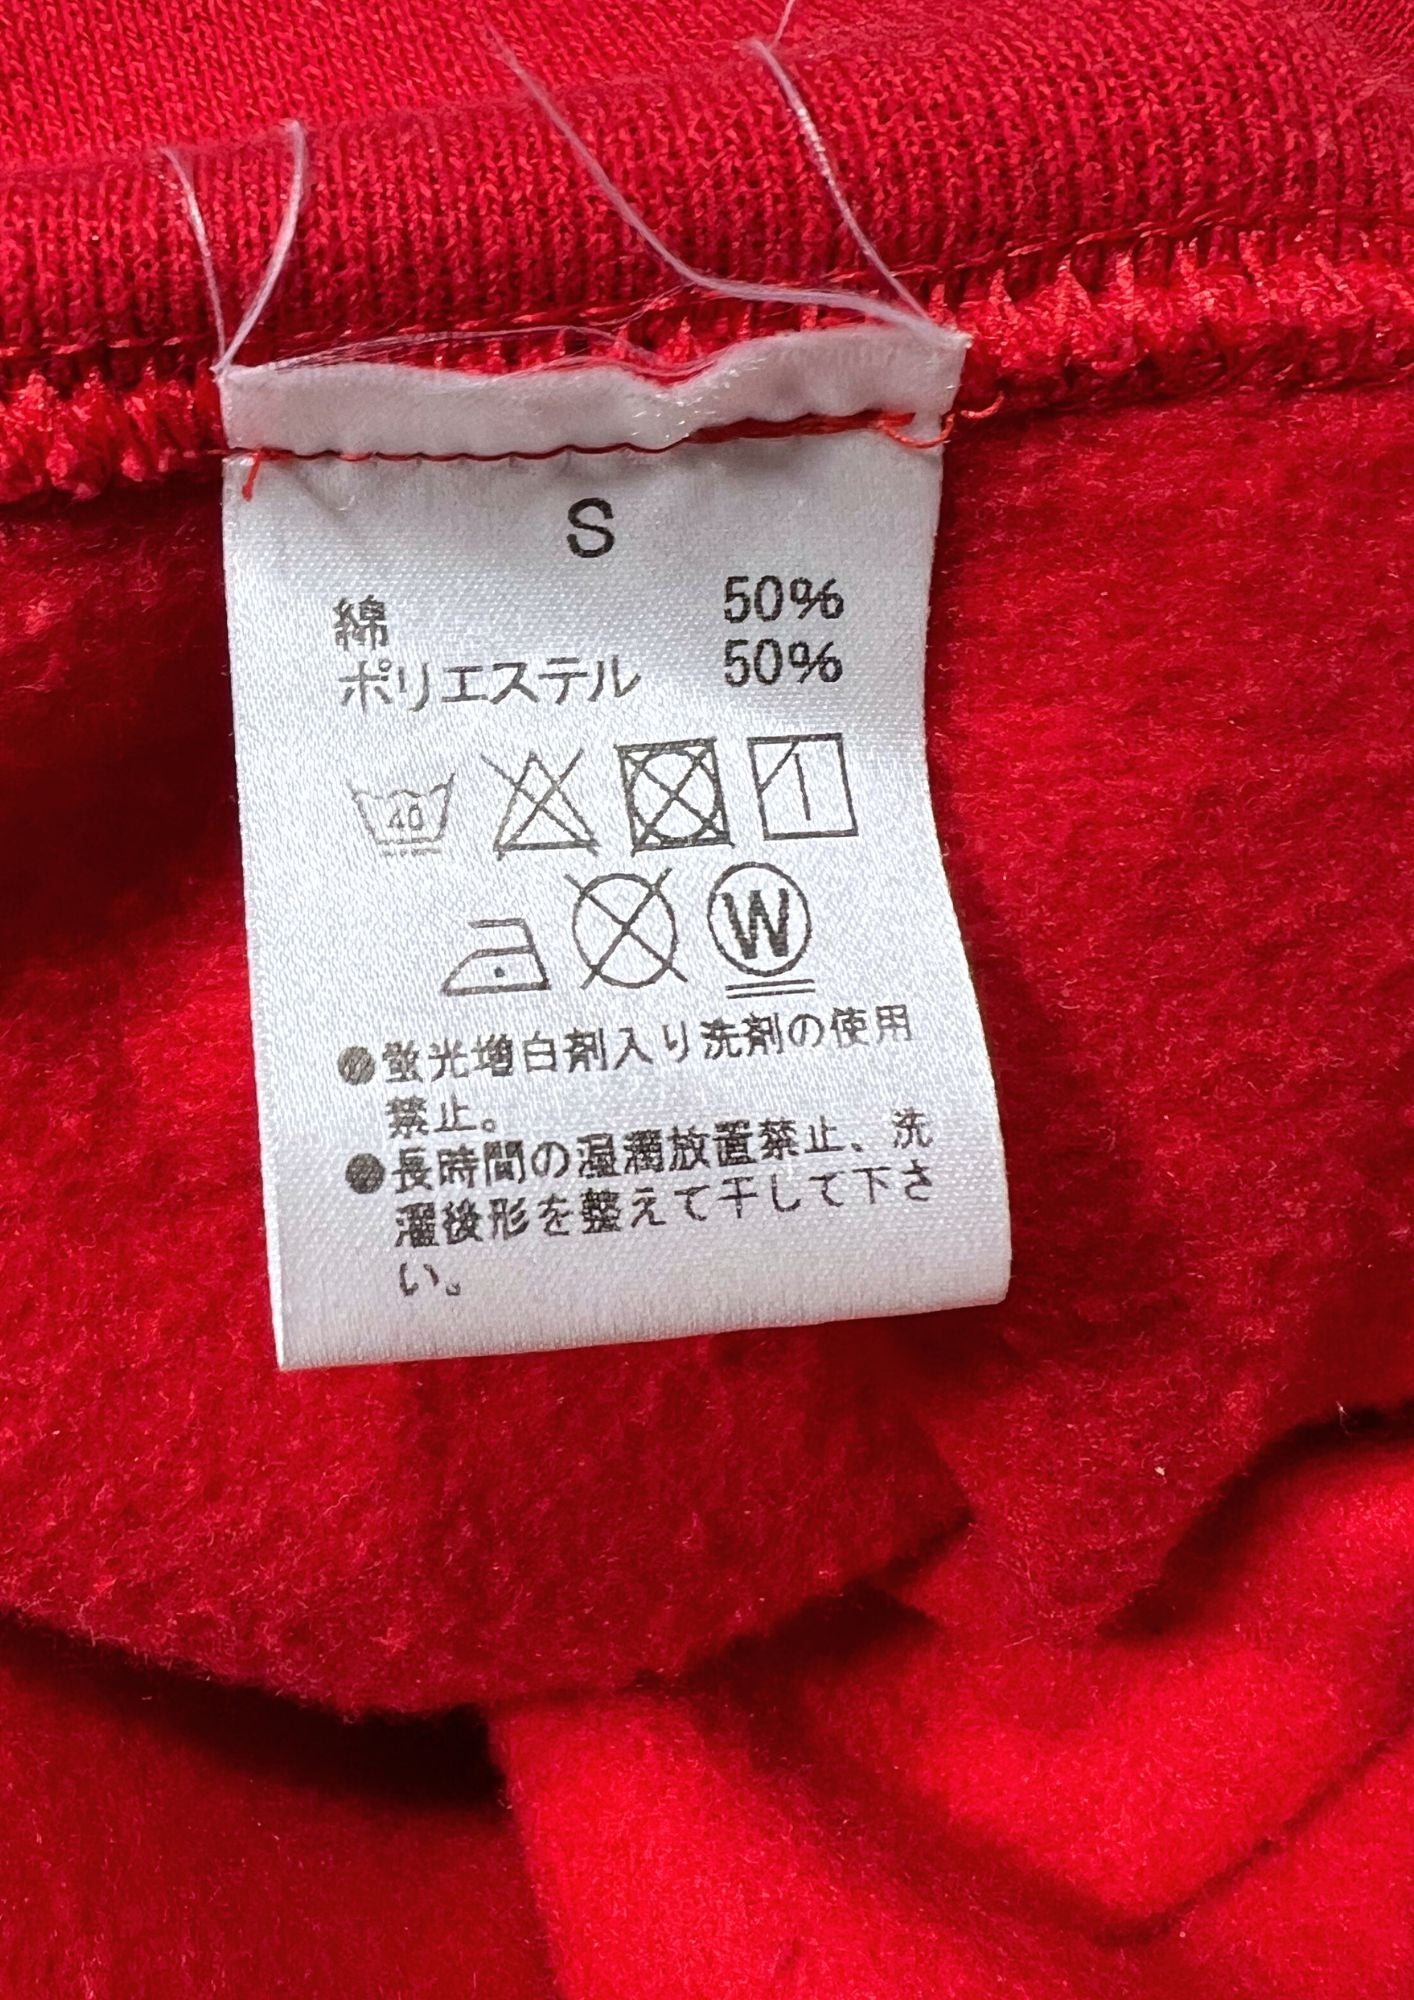 S
綿 50%
ポリエステル 50%
40
W
●蛍光増白剤入り洗剤の使用
禁止。
●長時間の湿潤放置禁止、洗
濯後形を整えて干して下さ
い。